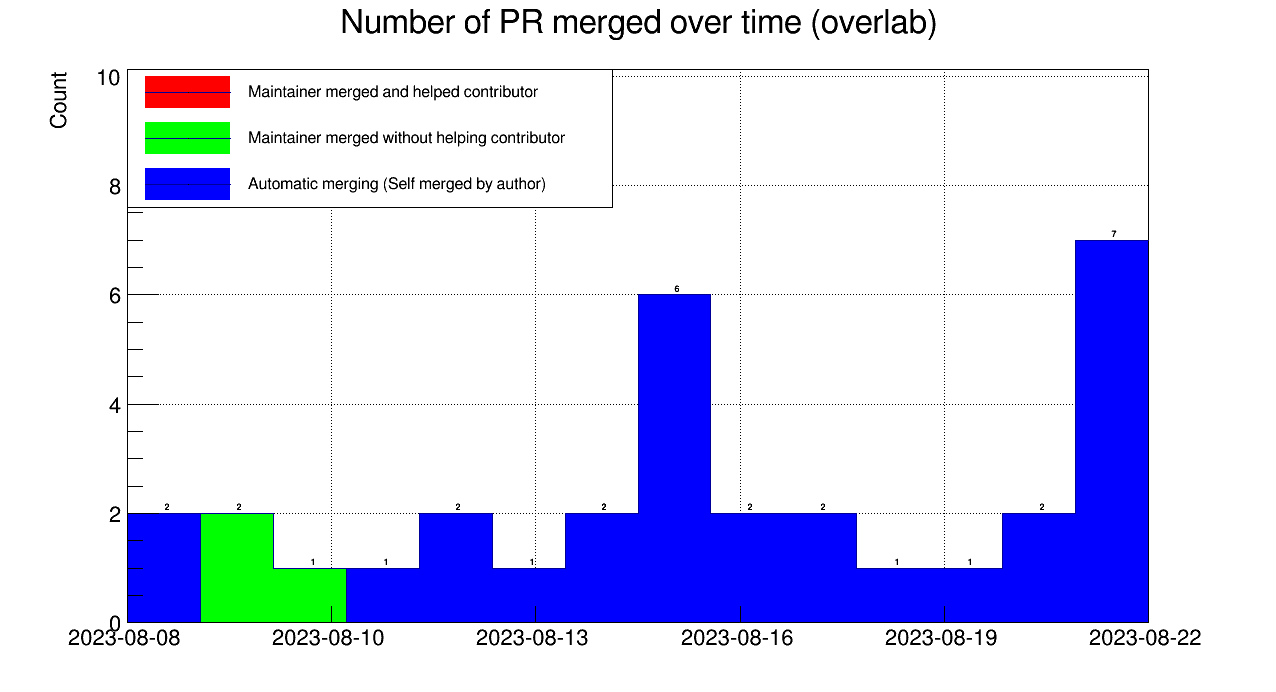 Number of PR merged over time (overlab)
Count
10
8
6
4
2
0
Maintainer merged and helped contributor
Maintainer merged without helping contributor
Automatic merging (Self merged by author)
2 2 1 1 2 1 2 6 2 2 1 1 2 7
2023-08-08 2023-08-10 2023-08-13 2023-08-16 2023-08-19 2023-08-22